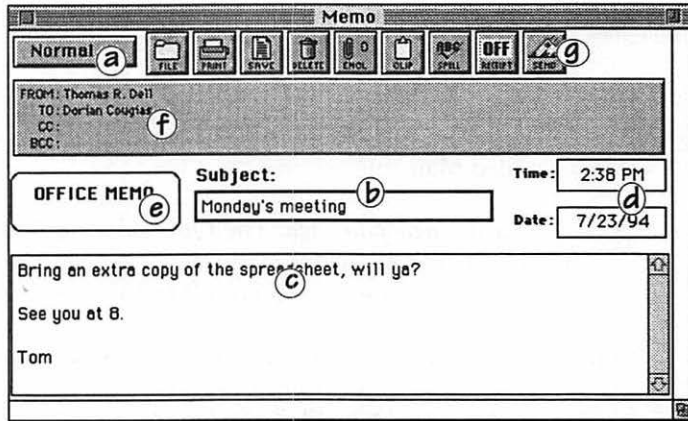 Memo
Normal a
FILE PRINT SAVE DELETE ENCL 0 CLIP ABC SPELL OFF RECEIPT SEND g
FROM: Thomas R. Dell
TO: Dorian Cougias
CC: f
BCC:
OFFICE MEMO e
Subject:
Monday's meeting b
Time: 2:38 PM
d
Date: 7/23/94
Bring an extra copy of the spreadsheet, will ya?
c
See you at 8.
Tom